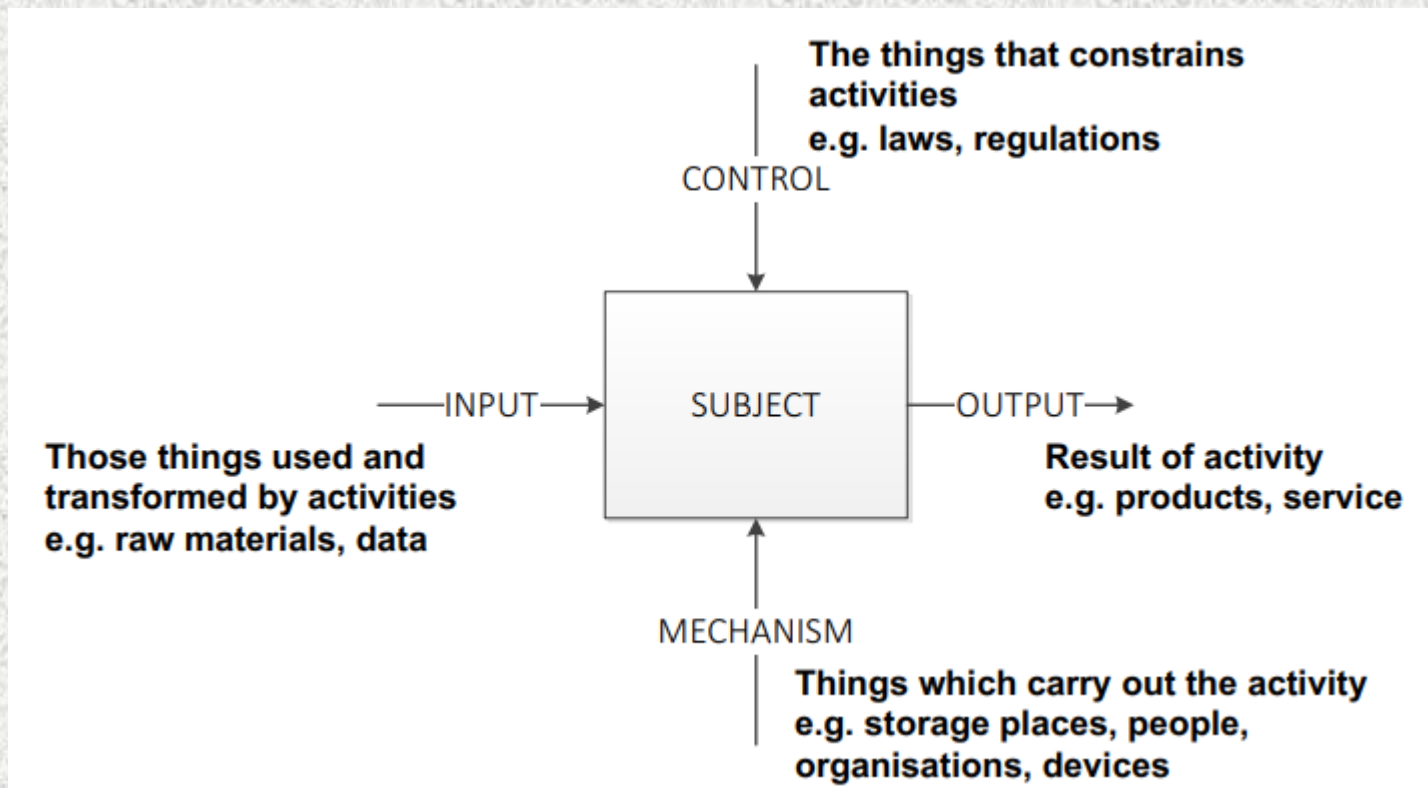 The things that constrains
activities
e.g. laws, regulations
CONTROL
INPUT
SUBJECT
OUTPUT
Those things used and
transformed by activities
e.g. raw materials, data
Result of activity
e.g. products, service
MECHANISM
Things which carry out the activity
e.g. storage places, people,
organisations, devices